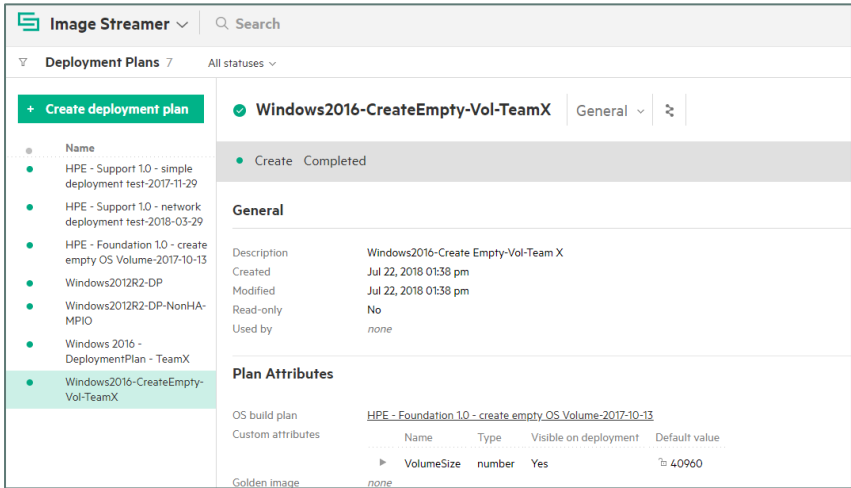 Image Streamer
Search
Deployment Plans 7
All statuses
+ Create deployment plan
Name
HPE - Support 1.0 - simple
deployment test-2017-11-29
HPE - Support 1.0 - network
deployment test-2018-03-29
HPE - Foundation 1.0 - create
empty OS Volume-2017-10-13
Windows2012R2-DP
Windows2012R2-DP-NonHA-
MPIO
Windows 2016 -
DeploymentPlan - TeamX
Windows2016-CreateEmpty-
Vol-TeamX
Windows2016-CreateEmpty-Vol-TeamX
General
Create Completed
General
Description Windows2016-Create Empty-Vol-Team X
Created Jul 22, 2018 01:38 pm
Modified Jul 22, 2018 01:38 pm
Read-only No
Used by none
Plan Attributes
OS build plan HPE - Foundation 1.0 - create empty OS Volume-2017-10-13
Custom attributes Name Type Visible on deployment Default value
VolumeSize number Yes 40960
Golden image none